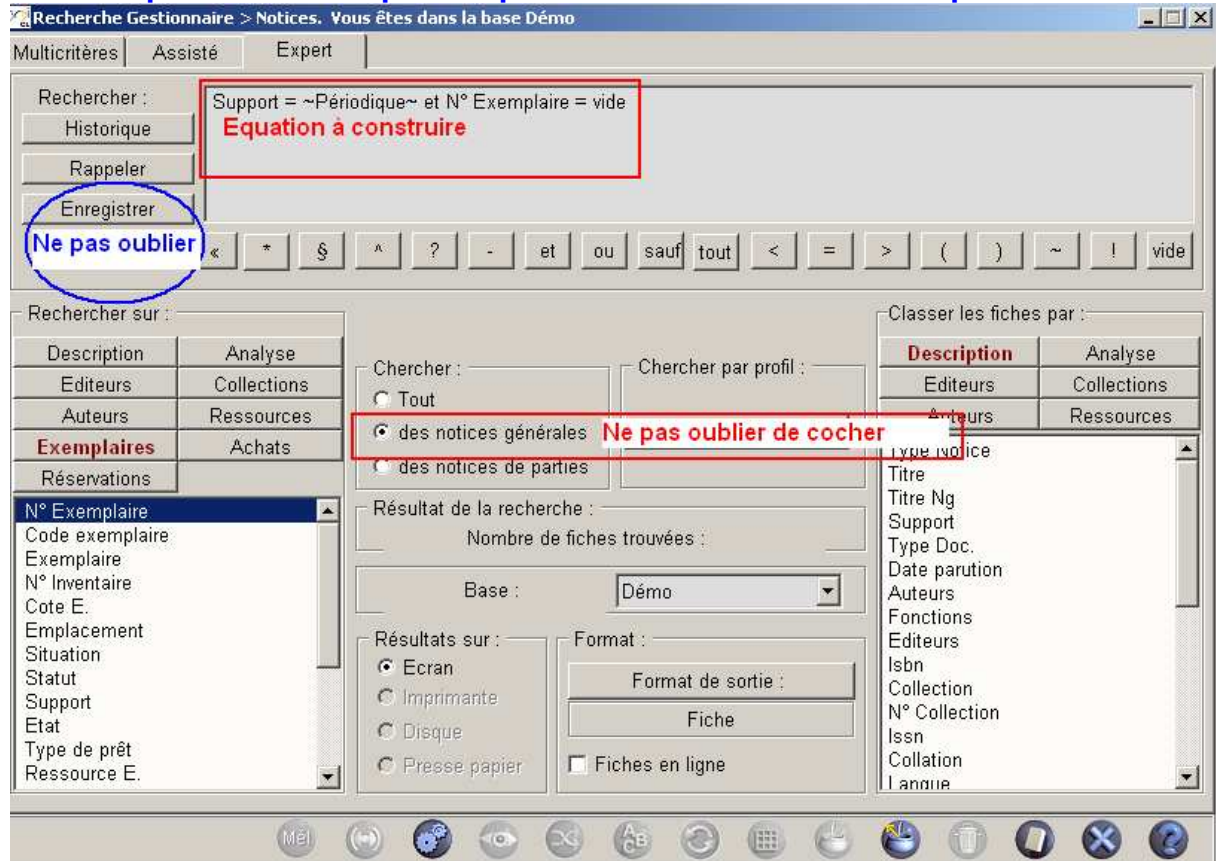 Recherche Gestionnaire > Notices. Vous êtes dans la base Démo
Multicritères Assisté Expert
Rechercher :
Support = ~Périodique~ et N° Exemplaire = vide
Historique
Equation à construire
Rappeler
Enregistrer
Ne pas oublier
« * § ^ ? - et ou sauf tout < = > ( ) ~ ! vide
Rechercher sur :
Description Analyse
Editeurs Collections
Auteurs Ressources
Exemplaires Achats
Réservations
N° Exemplaire
Code exemplaire
Exemplaire
N° Inventaire
Cote E.
Emplacement
Situation
Statut
Support
Etat
Type de prêt
Ressource E.
Chercher :
Tout
des notices générales
Ne pas oublier de cocher
des notices de parties
Chercher par profil :
Résultat de la recherche :
Nombre de fiches trouvées :
Base : Démo
Résultats sur :
Ecran
Imprimante
Disque
Presse papier
Format :
Format de sortie :
Fiche
Fiches en ligne
Classer les fiches par :
Description Analyse
Editeurs Collections
Auteurs Ressources
Type Notice
Titre
Titre Ng
Support
Type Doc.
Date parution
Auteurs
Fonctions
Editeurs
Isbn
Collection
N° Collection
Issn
Collation
Langue
Mél